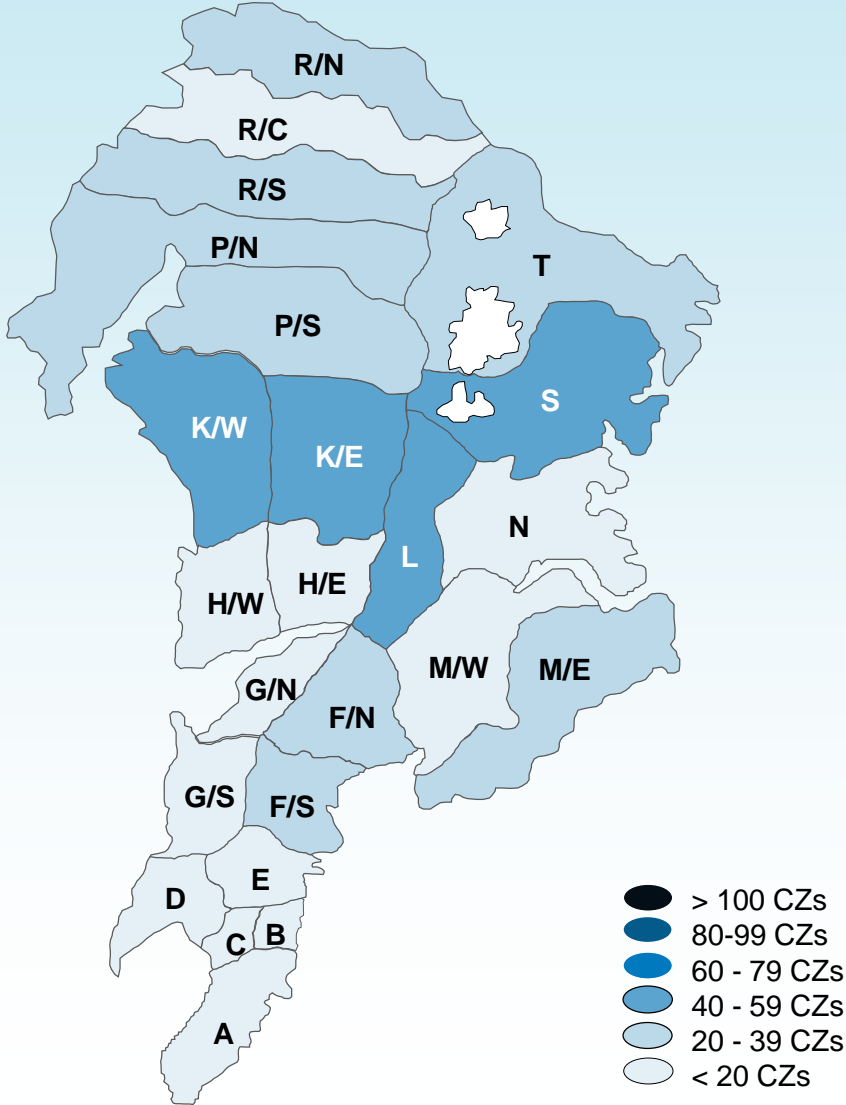 R/N
R/C
R/S
P/N
T
P/S
K/W
K/E
S
N
L
H/E
H/W
M/W
M/E
G/N
F/N
G/S
F/S
E
D
B
C
A
> 100 CZs
80-99 CZs
60 - 79 CZs
40 - 59 CZs
20 - 39 CZs
< 20 CZs